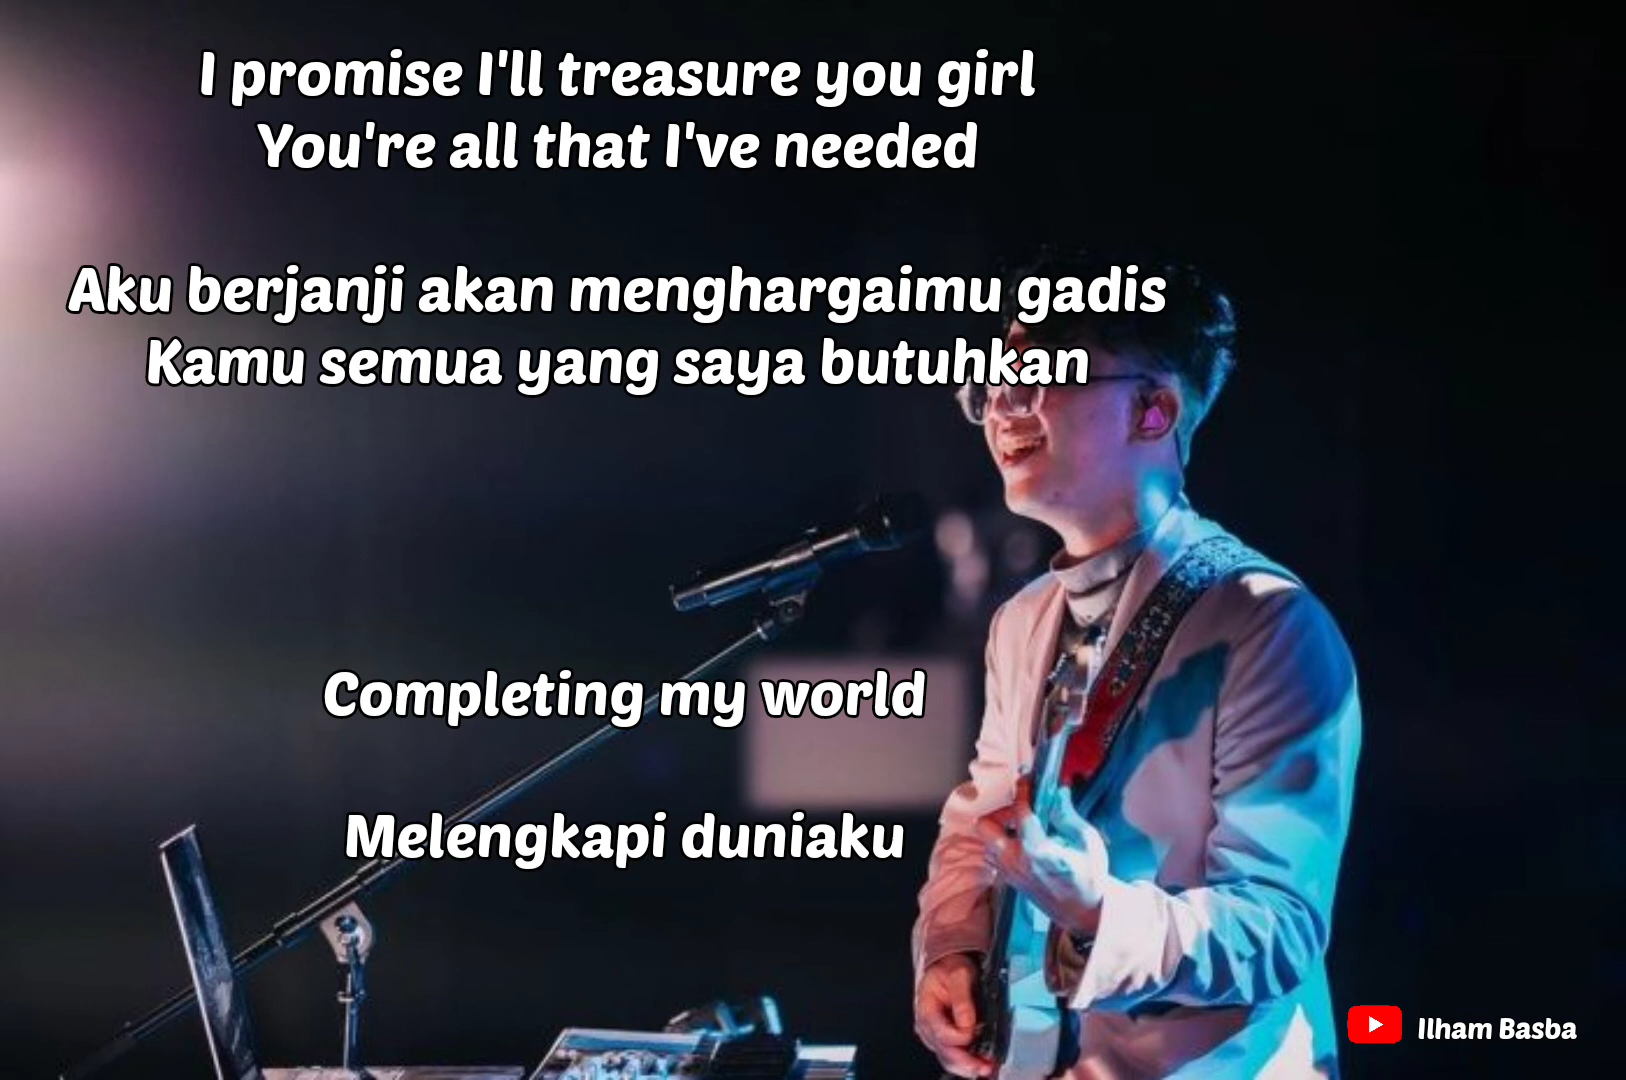 I promise I'll treasure you girl
You're all that I've needed
Aku berjanji akan menghargaimu gadis
Kamu semua yang saya butuhkan
Completing my world
Melengkapi duniaku
Ilham Basba